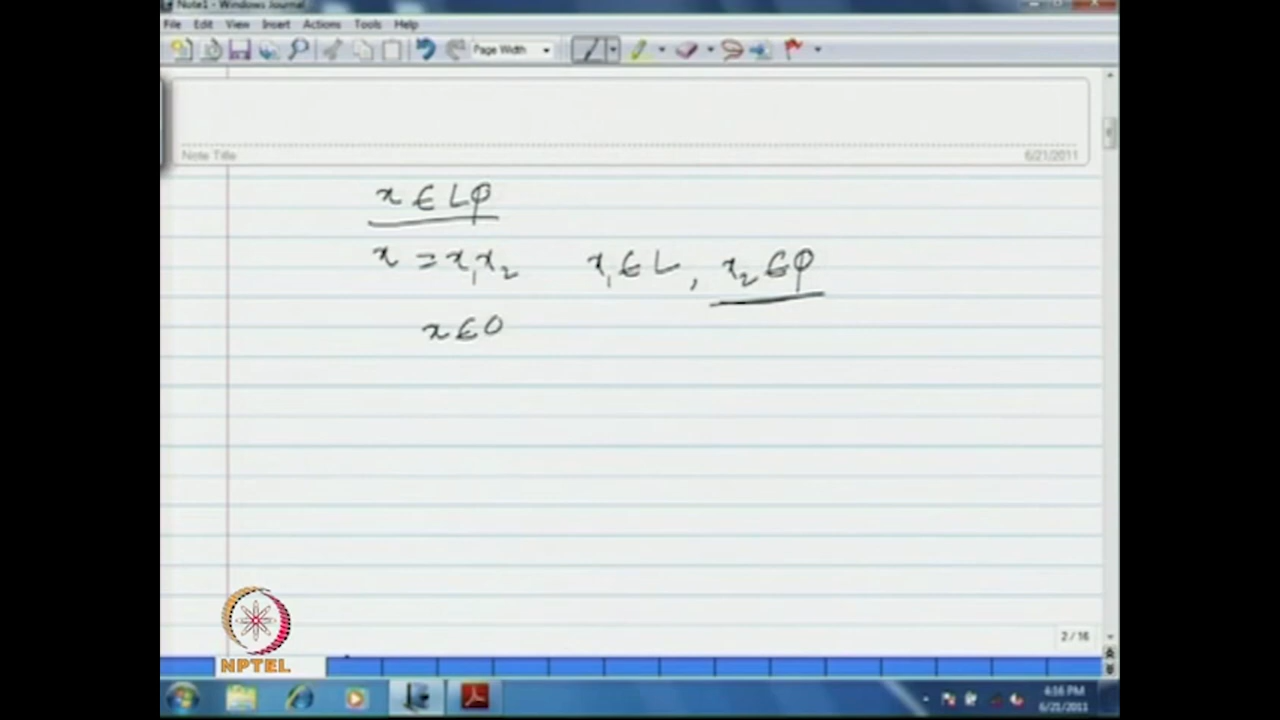 Note1 - Windows Journal
File Edit View Insert Actions Tools Help
Page Width
Note Title
6/21/2011
x ∈ Lφ
x = x₁x₂ x₁ ∈ L, x₂ ∈ φ
x ∈ 0
2 / 16
NPTEL
4:16 PM
6/21/2011